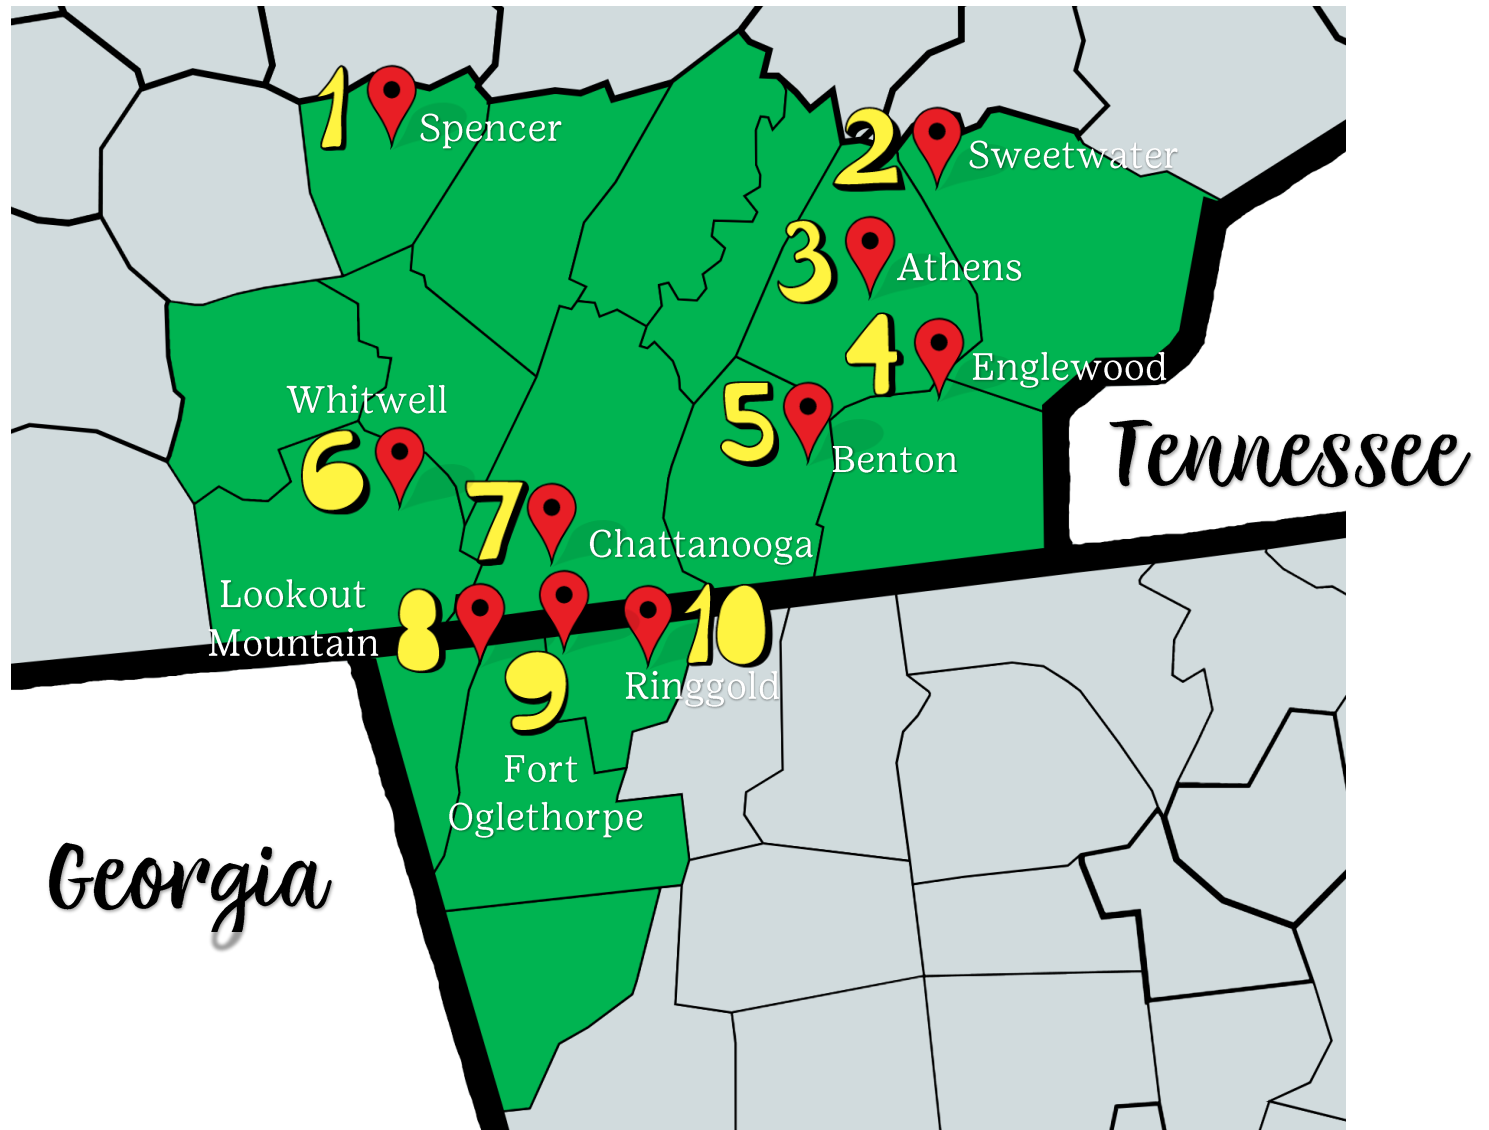 1
Spencer
2
Sweetwater
3
Athens
4
Englewood
5
Benton
Whitwell
6
7
Chattanooga
Tennessee
Lookout
Mountain
8
9
10
Ringgold
Fort
Oglethorpe
Georgia